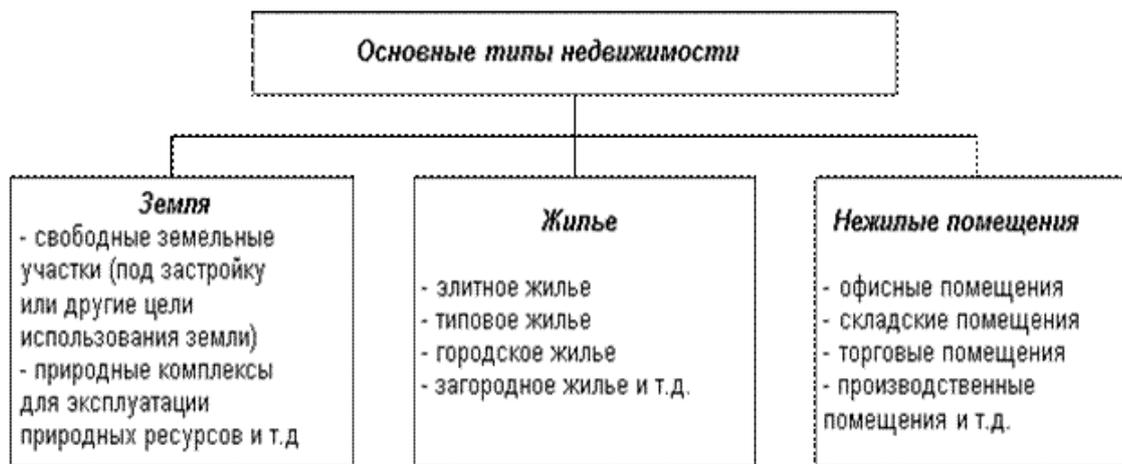 Основные типы недвижимости
Земля
- свободные земельные
участки (под застройку
или другие цели
использования земли)
- природные комплексы
для эксплуатации
природных ресурсов и т.д
Жилье
- элитное жилье
- типовое жилье
- городское жилье
- загородное жилье и т.д.
Нежилые помещения
- офисные помещения
- складские помещения
- торговые помещения
- производственные
помещения и т.д.